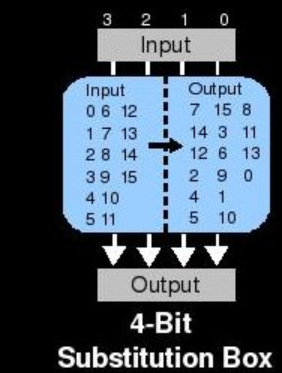 3 2 1 0
Input
Input Output
0 6 12 7 15 8
1 7 13 14 3 11
2 8 14 12 6 13
3 9 15 2 9 0
4 10 4 1
5 11 5 10
Output
4-Bit
Substitution Box